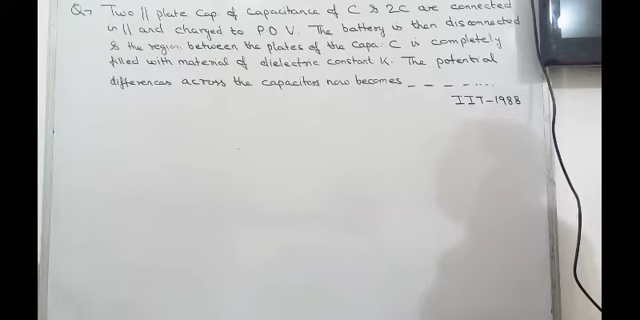 Q→ Two || plate Cap. of Capacitance of C & 2C are connected
in || and charged to P.D V. The battery is then disconnected
& the region between the plates of the Capa. C is completely
filled with material of dielectric constant K. The potential
differences across the capacitors now becomes _ _ _ _ ....
IIT-1988